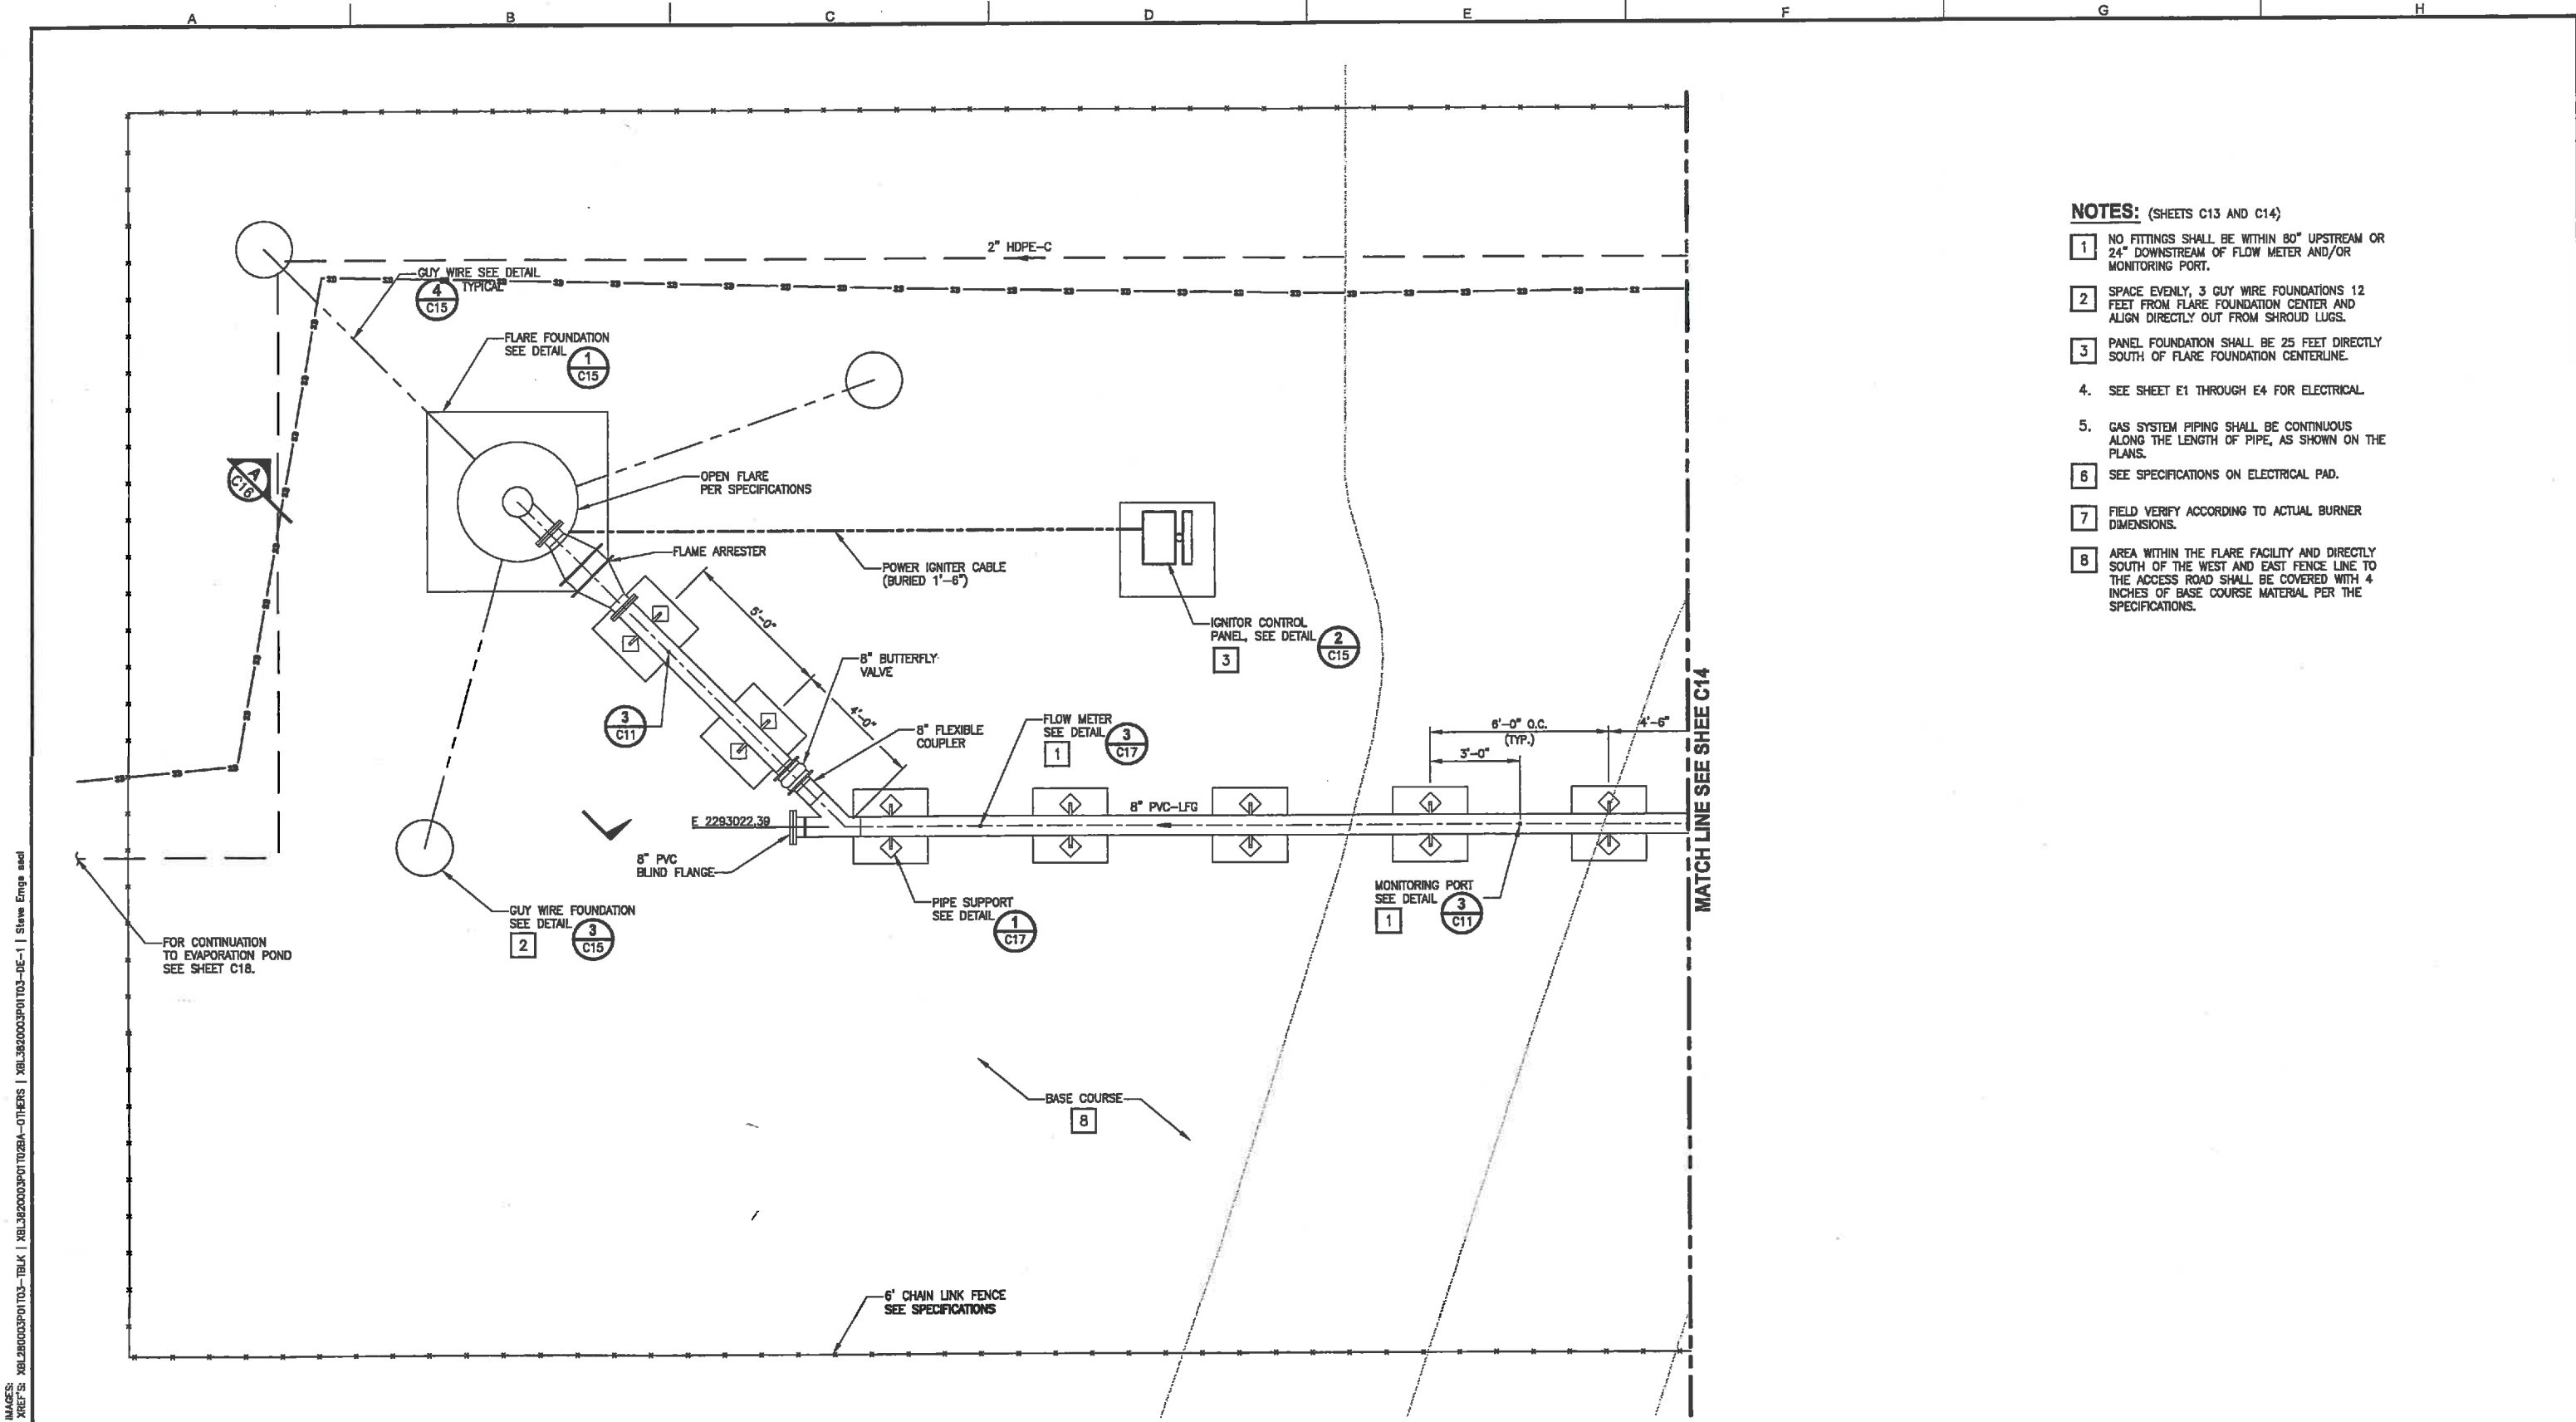 A B C D E F G H
2" HDPE-C
GUY WIRE SEE DETAIL
TYPICAL
4
C15
FLARE FOUNDATION
SEE DETAIL
1
C15
A
C16
OPEN FLARE
PER SPECIFICATIONS
FLAME ARRESTER
POWER IGNITER CABLE
(BURIED 1'-6")
IGNITOR CONTROL
PANEL, SEE DETAIL
2
C15
3
5'-0"
4'-0"
8" BUTTERFLY
VALVE
3
C11
8" FLEXIBLE
COUPLER
FLOW METER
SEE DETAIL
1
3
C17
6'-0" O.C.
(TYP.)
4'-6"
3'-0"
8" PVC-LFG
E 2293022.39
8" PVC
BLIND FLANGE
PIPE SUPPORT
SEE DETAIL
1
C17
MONITORING PORT
SEE DETAIL
1
3
C11
GUY WIRE FOUNDATION
SEE DETAIL
2
3
C15
FOR CONTINUATION
TO EVAPORATION POND
SEE SHEET C18.
BASE COURSE
8
6' CHAIN LINK FENCE
SEE SPECIFICATIONS
MATCH LINE SEE SHEE C14
NOTES: (SHEETS C13 AND C14)
1 NO FITTINGS SHALL BE WITHIN 80" UPSTREAM OR
24" DOWNSTREAM OF FLOW METER AND/OR
MONITORING PORT.
2 SPACE EVENLY, 3 GUY WIRE FOUNDATIONS 12
FEET FROM FLARE FOUNDATION CENTER AND
ALIGN DIRECTLY OUT FROM SHROUD LUGS.
3 PANEL FOUNDATION SHALL BE 25 FEET DIRECTLY
SOUTH OF FLARE FOUNDATION CENTERLINE.
4. SEE SHEET E1 THROUGH E4 FOR ELECTRICAL.
5. GAS SYSTEM PIPING SHALL BE CONTINUOUS
ALONG THE LENGTH OF PIPE, AS SHOWN ON THE
PLANS.
6 SEE SPECIFICATIONS ON ELECTRICAL PAD.
7 FIELD VERIFY ACCORDING TO ACTUAL BURNER
DIMENSIONS.
8 AREA WITHIN THE FLARE FACILITY AND DIRECTLY
SOUTH OF THE WEST AND EAST FENCE LINE TO
THE ACCESS ROAD SHALL BE COVERED WITH 4
INCHES OF BASE COURSE MATERIAL PER THE
SPECIFICATIONS.
IMAGES:
XREF'S: